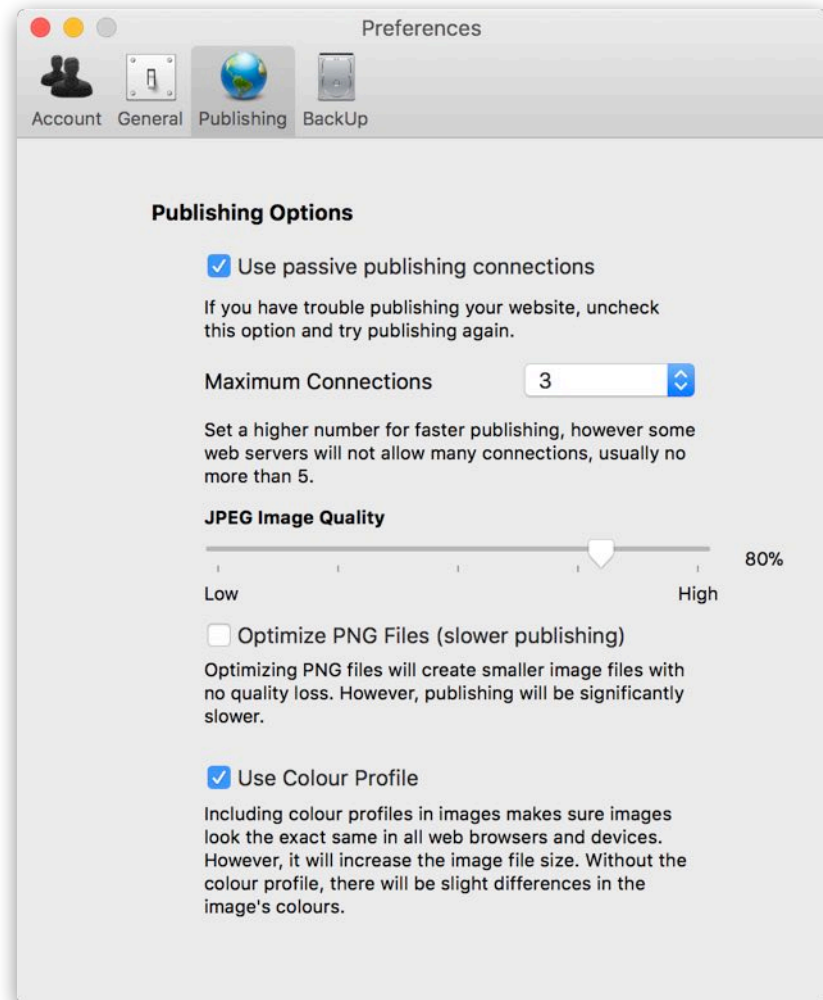 Preferences
Account General Publishing BackUp
Publishing Options
Use passive publishing connections
If you have trouble publishing your website, uncheck
this option and try publishing again.
Maximum Connections 3
Set a higher number for faster publishing, however some
web servers will not allow many connections, usually no
more than 5.
JPEG Image Quality
80%
Low High
Optimize PNG Files (slower publishing)
Optimizing PNG files will create smaller image files with
no quality loss. However, publishing will be significantly
slower.
Use Colour Profile
Including colour profiles in images makes sure images
look the exact same in all web browsers and devices.
However, it will increase the image file size. Without the
colour profile, there will be slight differences in the
image's colours.